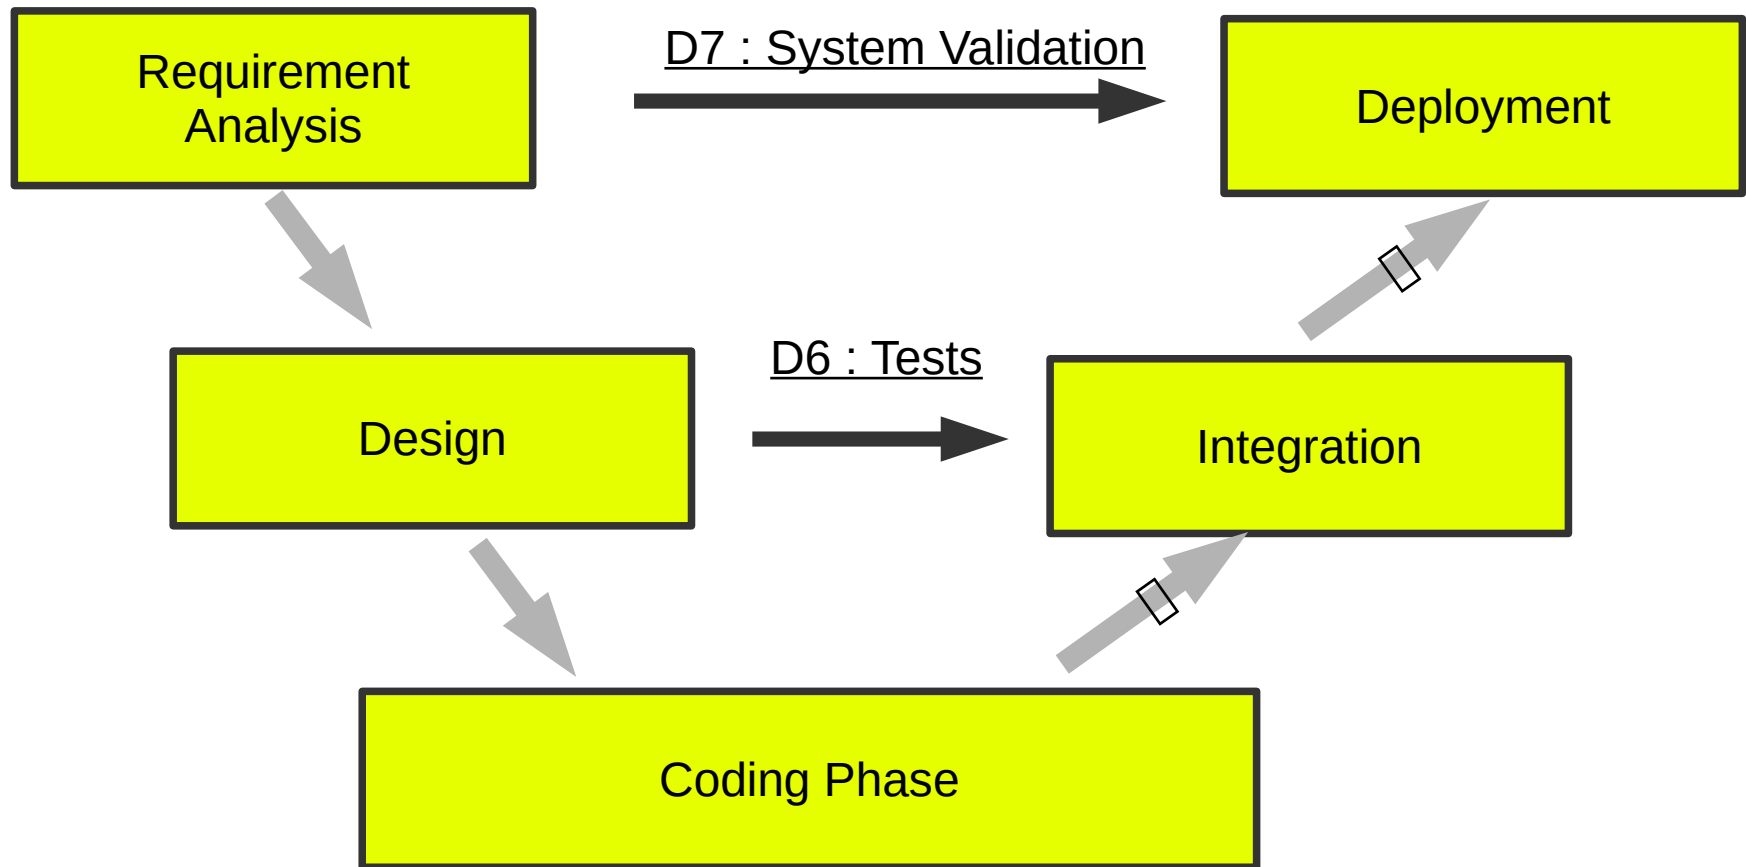 Requirement
Analysis
D7 : System Validation
Deployment
Design
D6 : Tests
Integration
Coding Phase